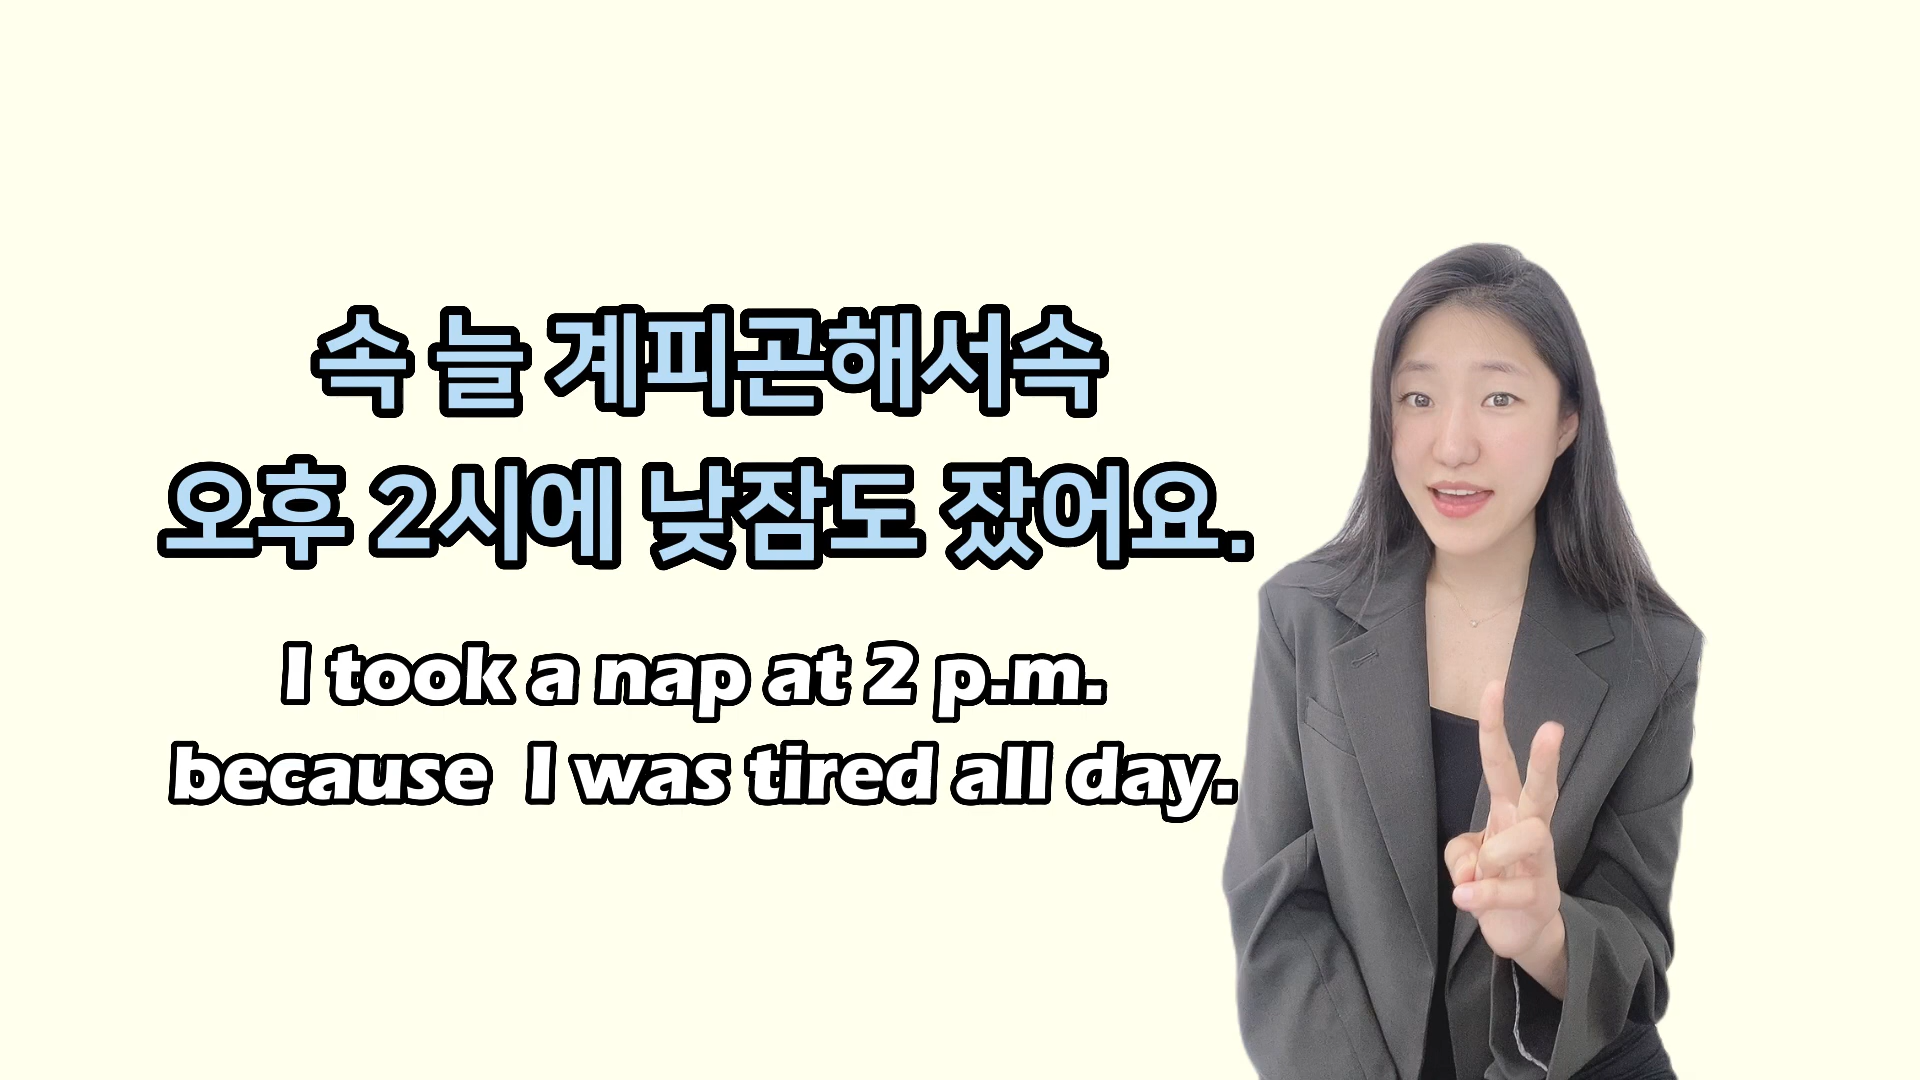 속 늘 계피곤해서속
오후 2시에 낮잠도 잤어요.
I took a nap at 2 p.m.
because I was tired all day.